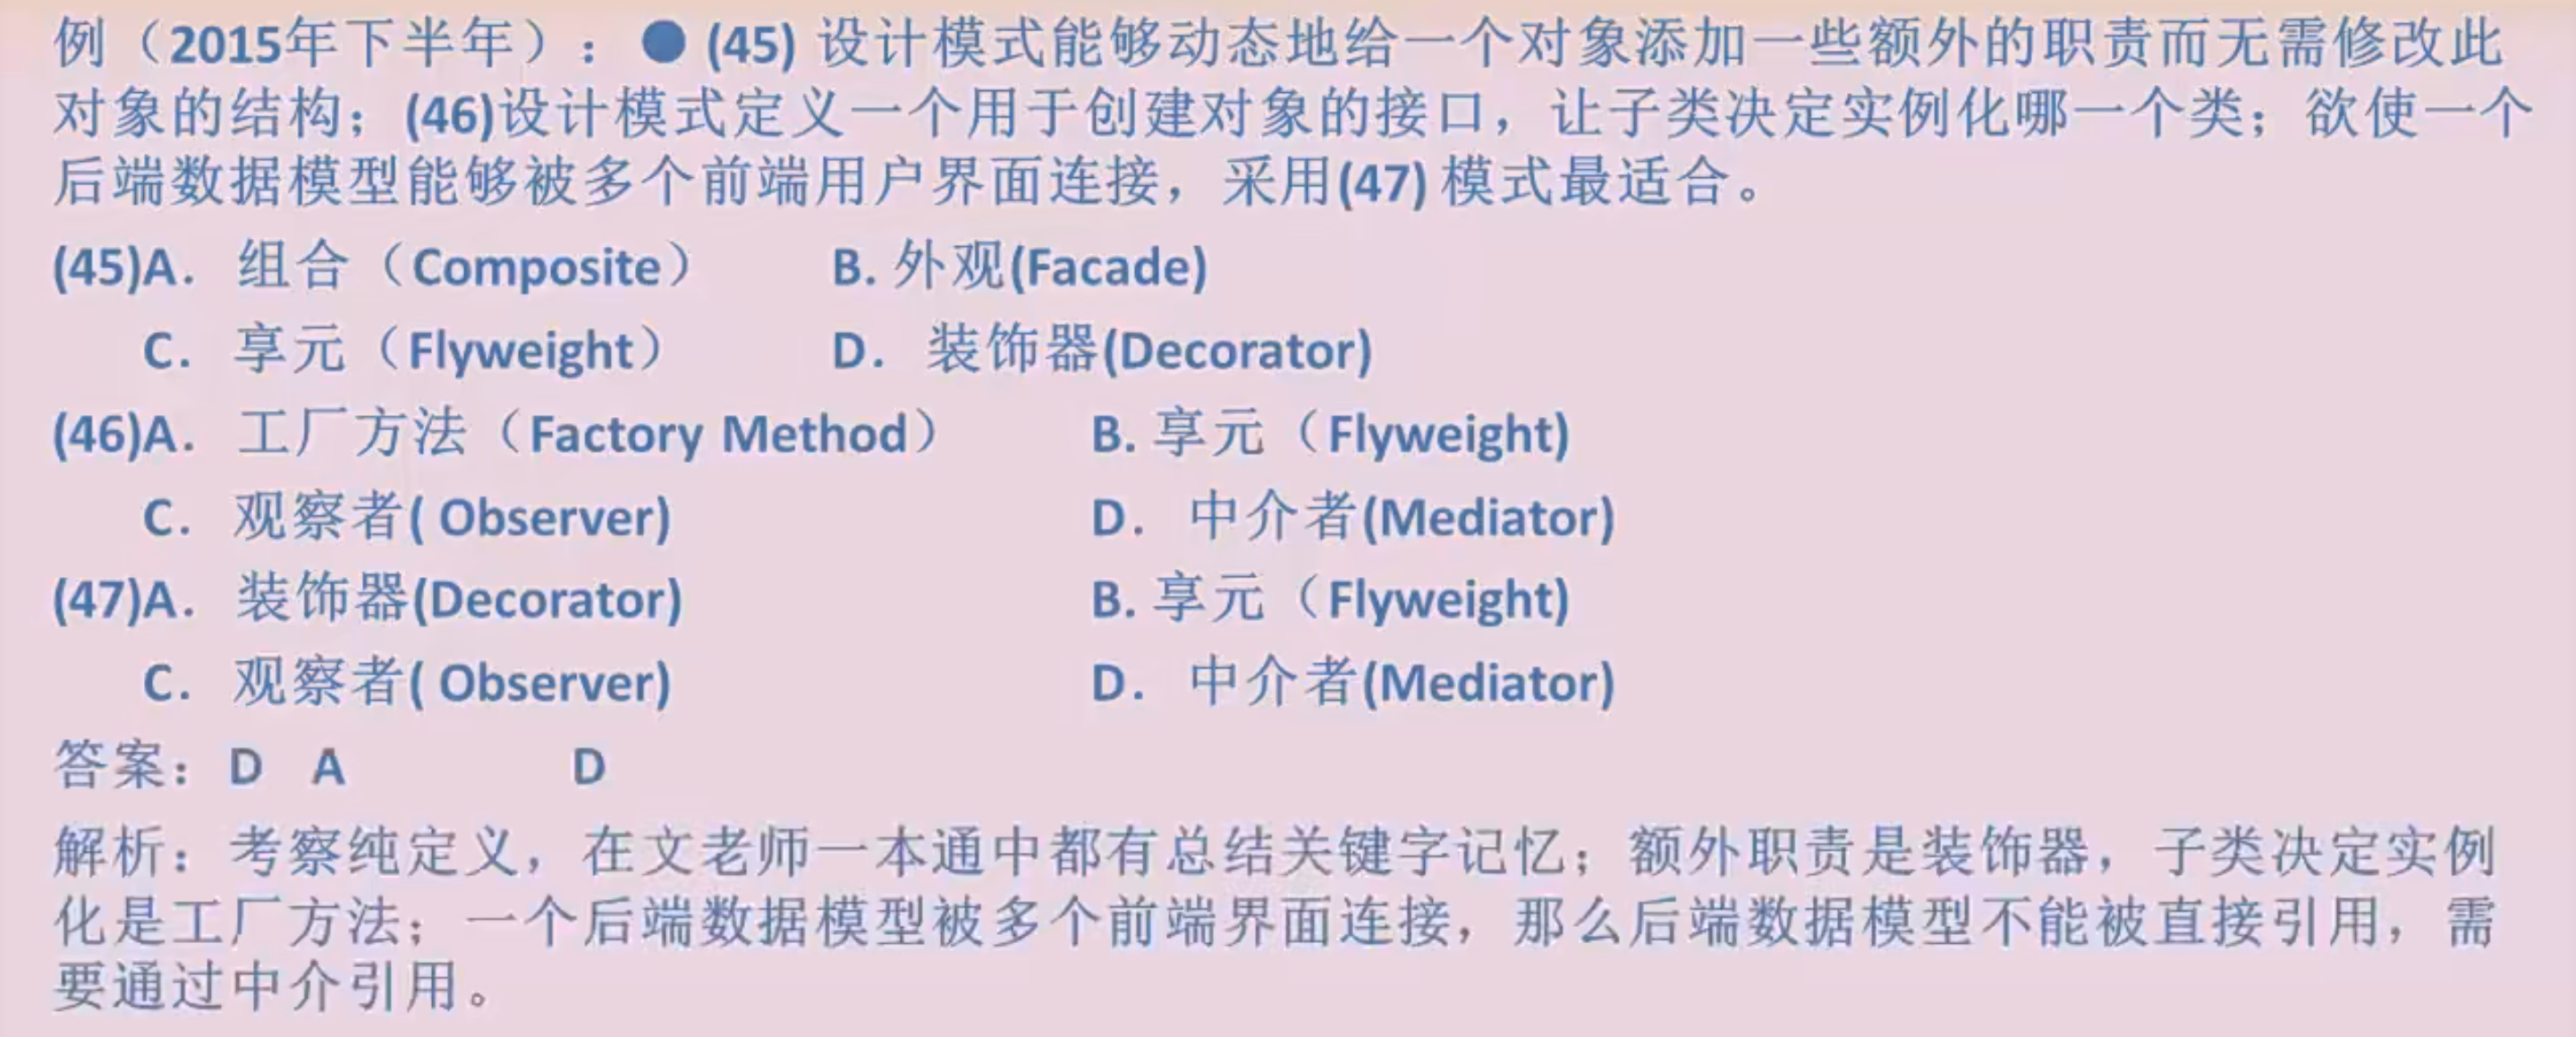 例（2015年下半年）：●(45) 设计模式能够动态地给一个对象添加一些额外的职责而无需修改此
对象的结构；(46)设计模式定义一个用于创建对象的接口，让子类决定实例化哪一个类；欲使一个
后端数据模型能够被多个前端用户界面连接，采用(47) 模式最适合。
(45)A． 组合（Composite） B. 外观(Facade)
C． 享元（Flyweight） D． 装饰器(Decorator)
(46)A． 工厂方法（Factory Method） B. 享元（Flyweight)
C． 观察者( Observer) D． 中介者(Mediator)
(47)A． 装饰器(Decorator) B. 享元（Flyweight)
C． 观察者( Observer) D． 中介者(Mediator)
答案：D A D
解析：考察纯定义，在文老师一本通中都有总结关键字记忆；额外职责是装饰器，子类决定实例
化是工厂方法；一个后端数据模型被多个前端界面连接，那么后端数据模型不能被直接引用，需
要通过中介引用。